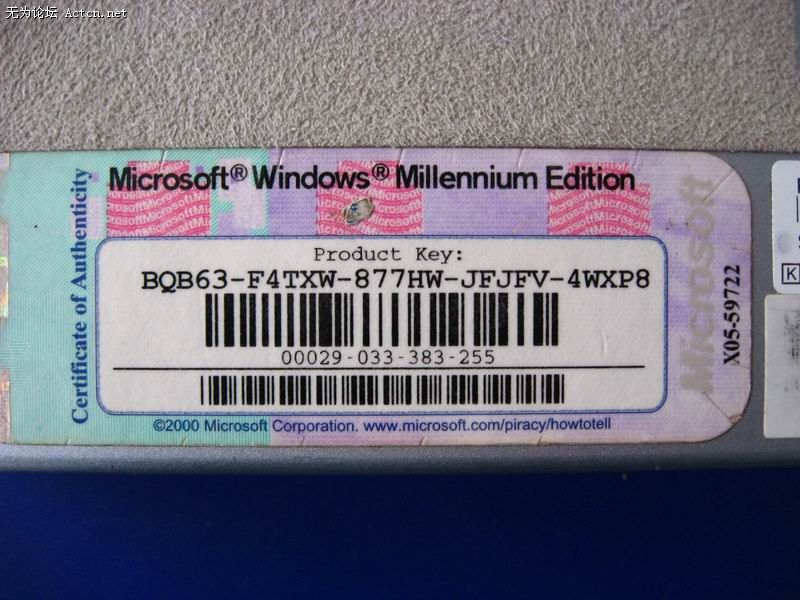 无为论坛 Actcn.net
Certificate of Authenticity
Microsoft® Windows® Millennium Edition
Product Key:
BQB63-F4TXW-877HW-JFJFV-4WXP8
00029-033-383-255
©2000 Microsoft Corporation. www.microsoft.com/piracy/howtotell
Microsoft
X05-59722
K